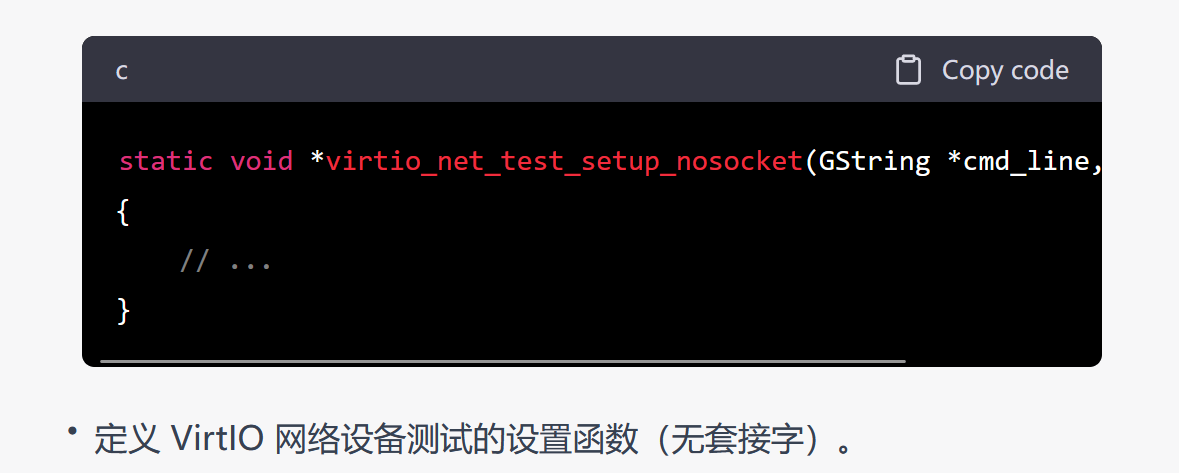 c
Copy code
static void *virtio_net_test_setup_nosocket(GString *cmd_line,
{
// ...
}
• 定义 VirtIO 网络设备测试的设置函数（无套接字）。